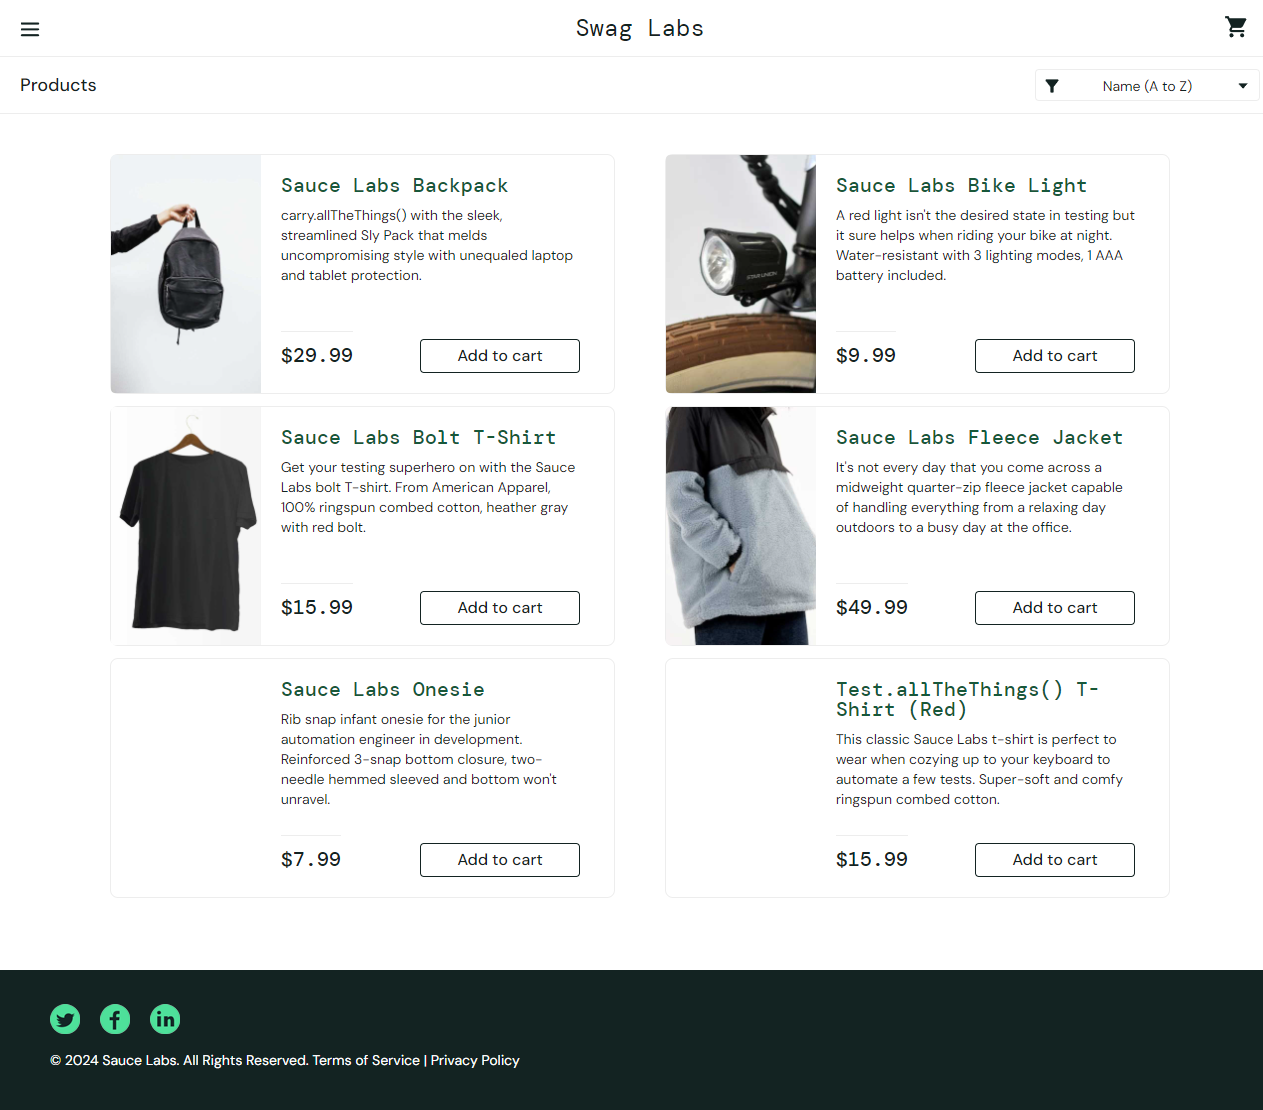 Swag Labs
Products
Name (A to Z)
Sauce Labs Backpack
carry.allTheThings() with the sleek,
streamlined Sly Pack that melds
uncompromising style with unequaled laptop
and tablet protection.
$29.99
Add to cart
Sauce Labs Bike Light
A red light isn't the desired state in testing but
it sure helps when riding your bike at night.
Water-resistant with 3 lighting modes, 1 AAA
battery included.
$9.99
Add to cart
Sauce Labs Bolt T-Shirt
Get your testing superhero on with the Sauce
Labs bolt T-shirt. From American Apparel,
100% ringspun combed cotton, heather gray
with red bolt.
$15.99
Add to cart
Sauce Labs Fleece Jacket
It's not every day that you come across a
midweight quarter-zip fleece jacket capable
of handling everything from a relaxing day
outdoors to a busy day at the office.
$49.99
Add to cart
Sauce Labs Onesie
Rib snap infant onesie for the junior
automation engineer in development.
Reinforced 3-snap bottom closure, two-
needle hemmed sleeved and bottom won't
unravel.
$7.99
Add to cart
Test.allTheThings() T-
Shirt (Red)
This classic Sauce Labs t-shirt is perfect to
wear when cozying up to your keyboard to
automate a few tests. Super-soft and comfy
ringspun combed cotton.
$15.99
Add to cart
© 2024 Sauce Labs. All Rights Reserved. Terms of Service | Privacy Policy